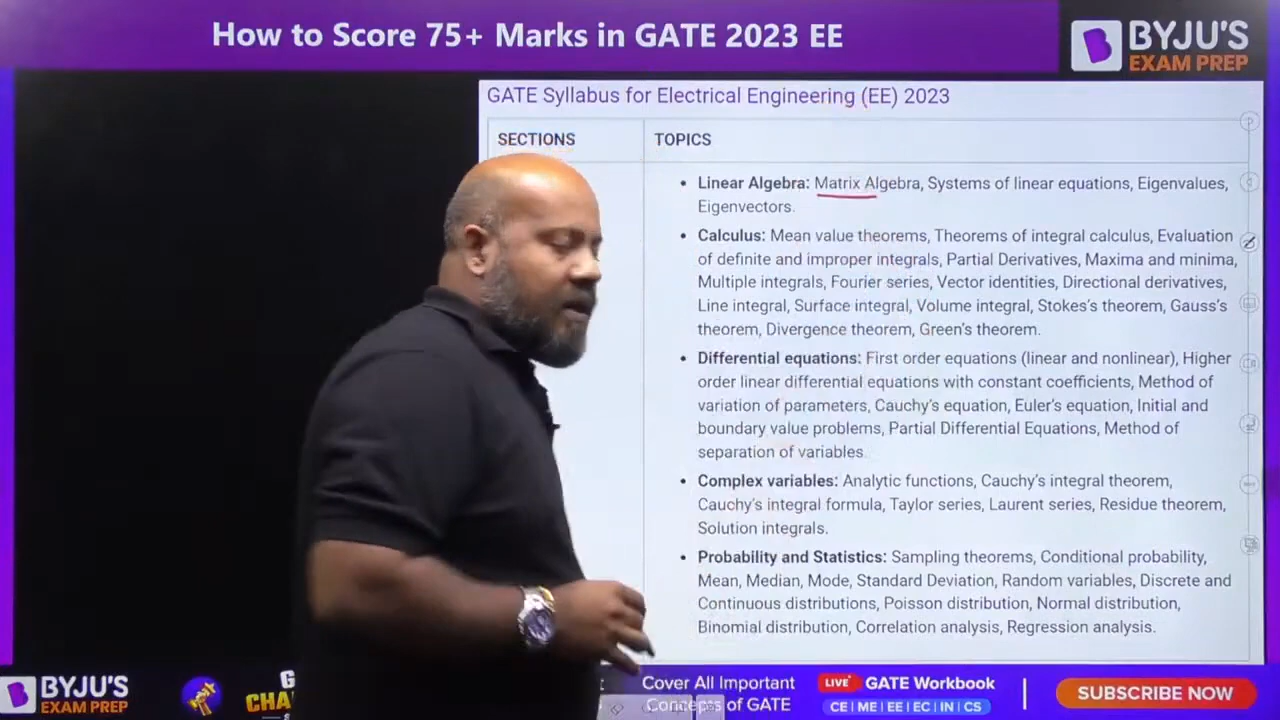 How to Score 75+ Marks in GATE 2023 EE
BYJU'S
EXAM PREP
GATE Syllabus for Electrical Engineering (EE) 2023
SECTIONS
TOPICS
• Linear Algebra: Matrix Algebra, Systems of linear equations, Eigenvalues,
Eigenvectors.
• Calculus: Mean value theorems, Theorems of integral calculus, Evaluation
of definite and improper integrals, Partial Derivatives, Maxima and minima,
Multiple integrals, Fourier series, Vector identities, Directional derivatives,
Line integral, Surface integral, Volume integral, Stokes's theorem, Gauss's
theorem, Divergence theorem, Green's theorem.
• Differential equations: First order equations (linear and nonlinear), Higher
order linear differential equations with constant coefficients, Method of
variation of parameters, Cauchy's equation, Euler's equation, Initial and
boundary value problems, Partial Differential Equations, Method of
separation of variables.
• Complex variables: Analytic functions, Cauchy's integral theorem,
Cauchy's integral formula, Taylor series, Laurent series, Residue theorem,
Solution integrals.
• Probability and Statistics: Sampling theorems, Conditional probability,
Mean, Median, Mode, Standard Deviation, Random variables, Discrete and
Continuous distributions, Poisson distribution, Normal distribution,
Binomial distribution, Correlation analysis, Regression analysis.
BYJU'S
EXAM PREP
Cover All Important
Concepts of GATE
LIVE GATE Workbook
CE | ME | EE | EC | IN | CS
SUBSCRIBE NOW